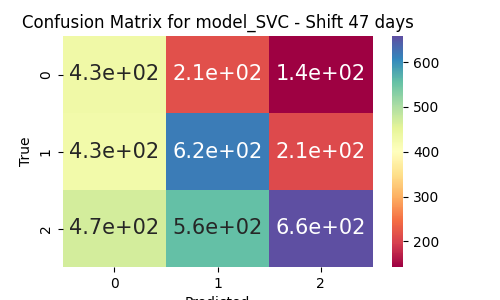 Confusion Matrix for model_SVC - Shift 47 days
0 4.3e+02 2.1e+02 1.4e+02
1 4.3e+02 6.2e+02 2.1e+02
2 4.7e+02 5.6e+02 6.6e+02
True
0 1 2
Predicted
600
500
400
300
200